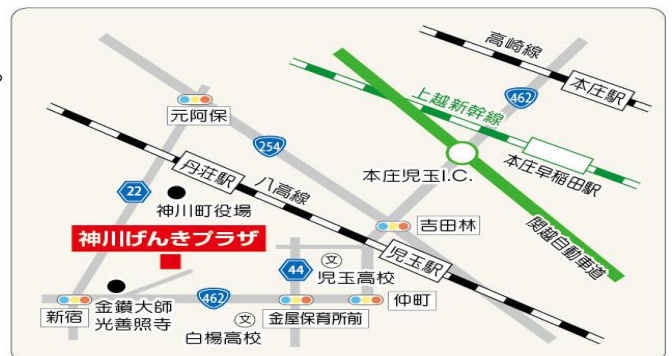 高崎線
本庄駅
462
上越新幹線
本庄早稲田駅
元阿保
254
本庄児玉I.C.
丹荘駅
八高線
22
神川町役場
関越自動車道
吉田林
神川げんきプラザ
児玉駅
文
児玉高校
44
462
仲町
新宿
金鑚大師
光善照寺
文
白楊高校
金屋保育所前